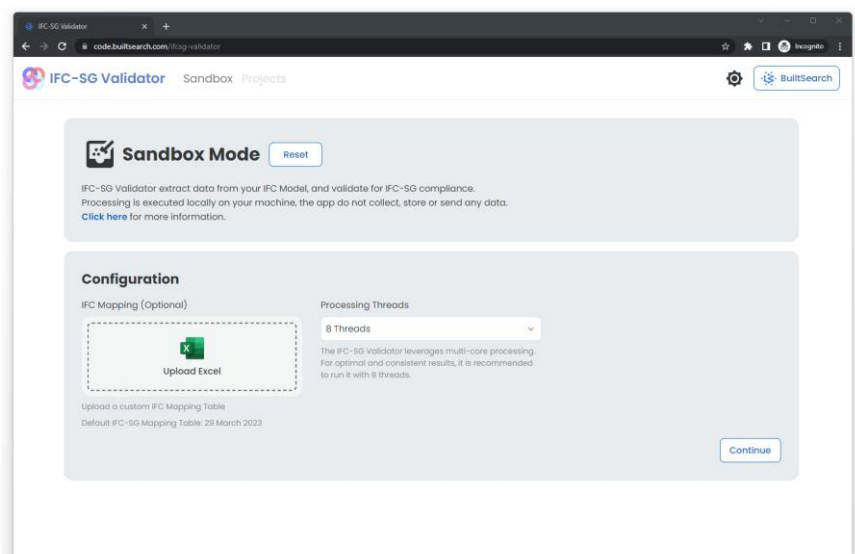 IFC-SG Validator
code.builtsearch.com/ifcsg-validator
Incognito
IFC-SG Validator Sandbox Projects
BuiltSearch
Sandbox Mode
Reset
IFC-SG Validator extract data from your IFC Model, and validate for IFC-SG compliance.
Processing is executed locally on your machine, the app do not collect, store or send any data.
Click here for more information.
Configuration
IFC Mapping (Optional)
Upload Excel
Upload a custom IFC Mapping Table
Default IFC-SG Mapping Table: 29 March 2023
Processing Threads
8 Threads
The IFC-SG Validator leverages multi-core processing.
For optimal and consistent results, it is recommended
to run it with 8 threads.
Continue